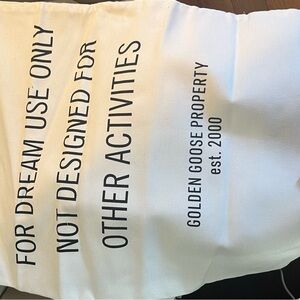 FOR DREAM USE ONLY
NOT DESIGNED FOR
OTHER ACTIVITIES
GOLDEN GOOSE PROPERTY
est. 2000